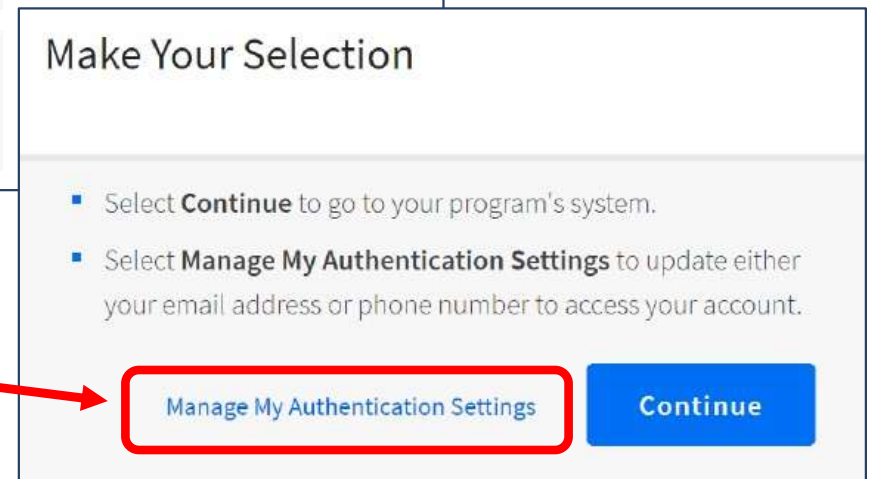 Make Your Selection
Select Continue to go to your program's system.
Select Manage My Authentication Settings to update either
your email address or phone number to access your account.
Manage My Authentication Settings
Continue